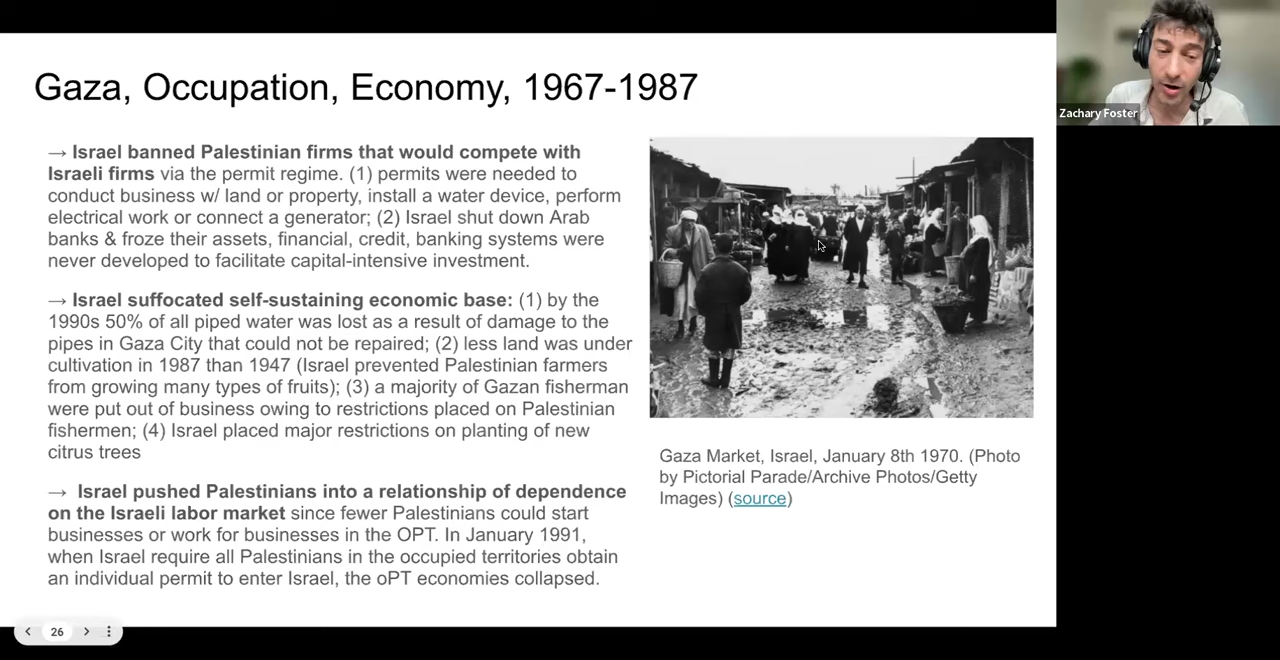 Gaza, Occupation, Economy, 1967-1987
→ Israel banned Palestinian firms that would compete with
Israeli firms via the permit regime. (1) permits were needed to
conduct business w/ land or property, install a water device, perform
electrical work or connect a generator; (2) Israel shut down Arab
banks & froze their assets, financial, credit, banking systems were
never developed to facilitate capital-intensive investment.
→ Israel suffocated self-sustaining economic base: (1) by the
1990s 50% of all piped water was lost as a result of damage to the
pipes in Gaza City that could not be repaired; (2) less land was under
cultivation in 1987 than 1947 (Israel prevented Palestinian farmers
from growing many types of fruits); (3) a majority of Gazan fisherman
were put out of business owing to restrictions placed on Palestinian
fishermen; (4) Israel placed major restrictions on planting of new
citrus trees
→ Israel pushed Palestinians into a relationship of dependence
on the Israeli labor market since fewer Palestinians could start
businesses or work for businesses in the OPT. In January 1991,
when Israel require all Palestinians in the occupied territories obtain
an individual permit to enter Israel, the oPT economies collapsed.
Gaza Market, Israel, January 8th 1970. (Photo
by Pictorial Parade/Archive Photos/Getty
Images) (source)
Zachary Foster
26